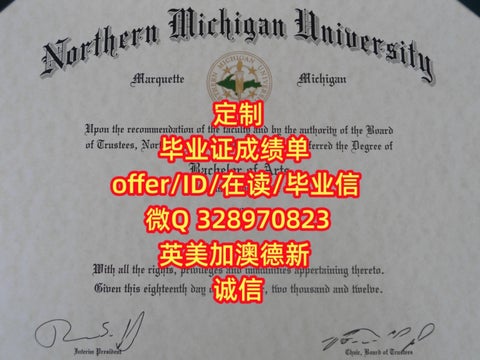 Northern Michigan University
Marquette
Michigan
定制
Upon the recommendation of the faculty and by the authority of the Board
of Trustees, Nor ferred the Degree of
毕业证成绩单
Bachelor of Arts
offer/ID/在读/毕业信
微Q 328970823
英美加澳德新
With all the rights, privileges and immunities appertaining thereto.
Given this eighteenth day two thousand and twelve.
诚信
Interim President
Chair, Board of Trustees